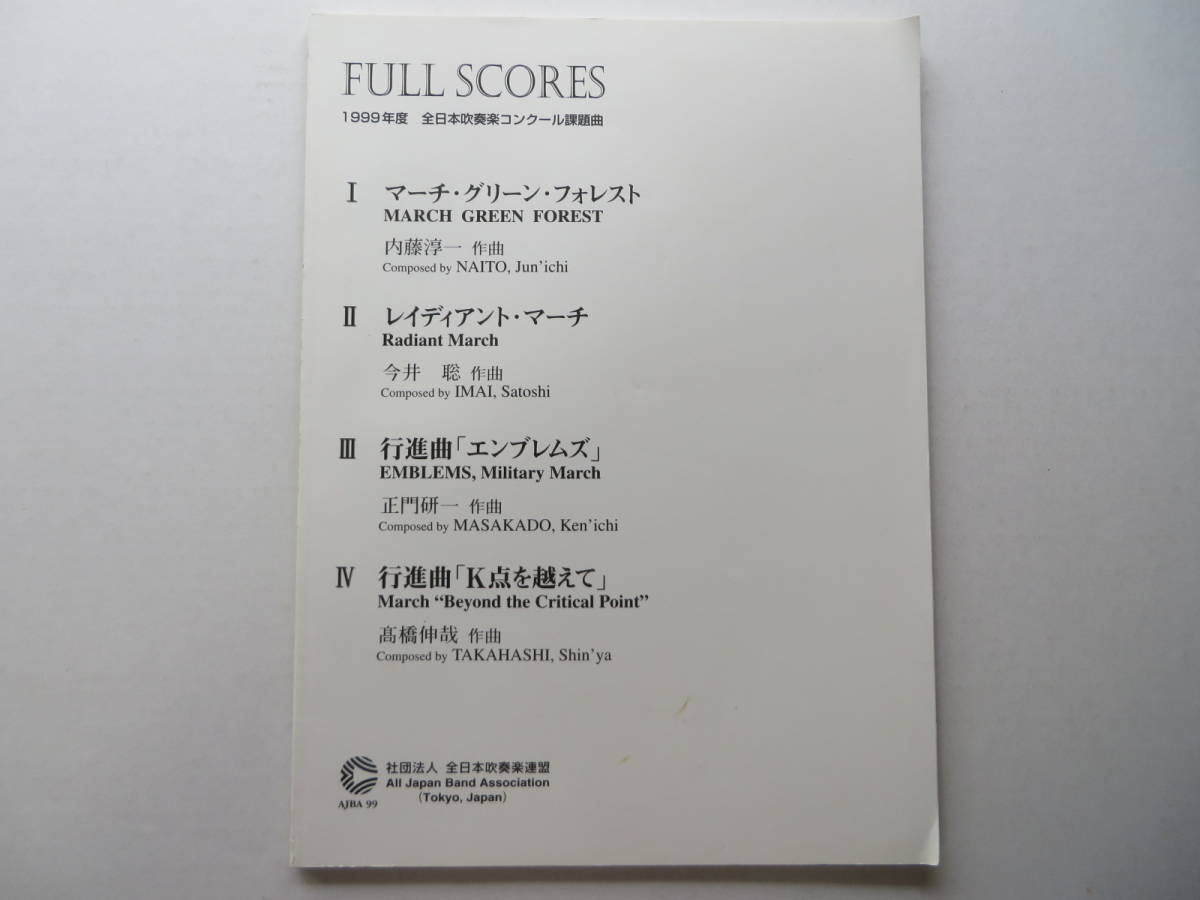 FULL SCORES
1999年度　全日本吹奏楽コンクール課題曲
Ⅰ　マーチ・グリーン・フォレスト
MARCH GREEN FOREST
内藤淳一 作曲
Composed by NAITO, Jun'ichi
Ⅱ　レイディアント・マーチ
Radiant March
今井　聡 作曲
Composed by IMAI, Satoshi
Ⅲ　行進曲「エンブレムズ」
EMBLEMS, Military March
正門研一 作曲
Composed by MASAKADO, Ken'ichi
Ⅳ　行進曲「K点を越えて」
March “Beyond the Critical Point”
髙橋伸哉 作曲
Composed by TAKAHASHI, Shin'ya
社団法人 全日本吹奏楽連盟
All Japan Band Association
(Tokyo, Japan)
AJBA 99